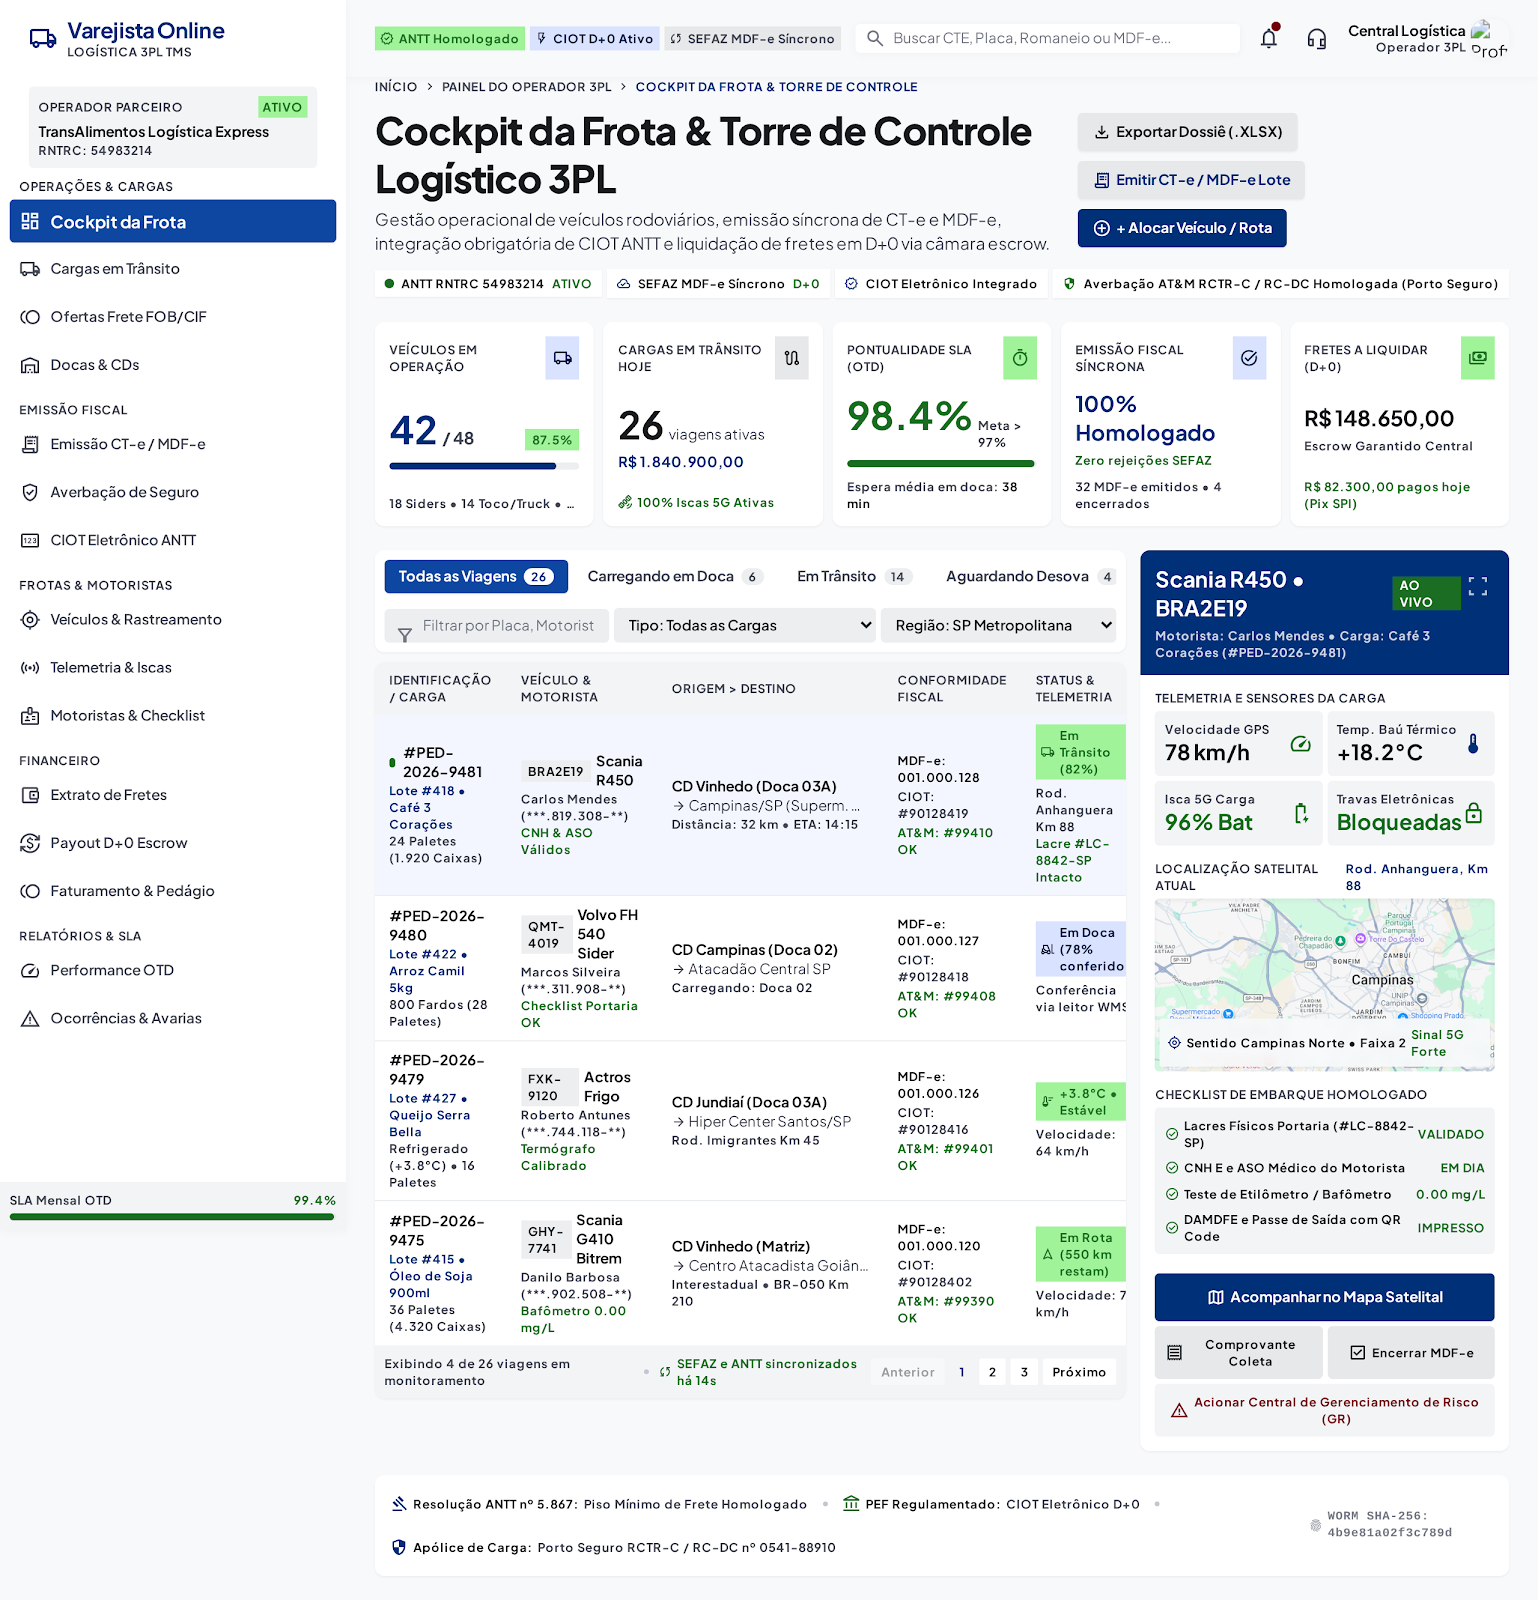 Varejista Online
LOGÍSTICA 3PL TMS
OPERADOR PARCEIRO
ATIVO
TransAlimentos Logística Express
RNTRC: 54983214
OPERAÇÕES & CARGAS
Cockpit da Frota
Cargas em Trânsito
Ofertas Frete FOB/CIF
Docas & CDs
EMISSÃO FISCAL
Emissão CT-e / MDF-e
Averbação de Seguro
CIOT Eletrônico ANTT
FROTAS & MOTORISTAS
Veículos & Rastreamento
Telemetria & Iscas
Motoristas & Checklist
FINANCEIRO
Extrato de Fretes
Payout D+0 Escrow
Faturamento & Pedágio
RELATÓRIOS & SLA
Performance OTD
Ocorrências & Avarias
SLA Mensal OTD
99.4%
ANTT Homologado
CIOT D+0 Ativo
SEFAZ MDF-e Síncrono
Buscar CTE, Placa, Romaneio ou MDF-e...
Central Logística
Operador 3PL
Prof
INÍCIO > PAINEL DO OPERADOR 3PL > COCKPIT DA FROTA & TORRE DE CONTROLE
Cockpit da Frota & Torre de Controle
Logístico 3PL
Gestão operacional de veículos rodoviários, emissão síncrona de CT-e e MDF-e,
integração obrigatória de CIOT ANTT e liquidação de fretes em D+0 via câmara escrow.
Exportar Dossiê (.XLSX)
Emitir CT-e / MDF-e Lote
+ Alocar Veículo / Rota
ANTT RNTRC 54983214 ATIVO
SEFAZ MDF-e Síncrono D+0
CIOT Eletrônico Integrado
Averbação AT&M RCTR-C / RC-DC Homologada (Porto Seguro)
VEÍCULOS EM
OPERAÇÃO
42 / 48
87.5%
18 Siders • 14 Toco/Truck • …
CARGAS EM TRÂNSITO
HOJE
26 viagens ativas
R$ 1.840.900,00
100% Iscas 5G Ativas
PONTUALIDADE SLA
(OTD)
98.4%
Meta >
97%
Espera média em doca: 38
min
EMISSÃO FISCAL
SÍNCRONA
100%
Homologado
Zero rejeições SEFAZ
32 MDF-e emitidos • 4
encerrados
FRETES A LIQUIDAR
(D+0)
R$ 148.650,00
Escrow Garantido Central
R$ 82.300,00 pagos hoje
(Pix SPI)
Todas as Viagens 26
Carregando em Doca 6
Em Trânsito 14
Aguardando Desova 4
Filtrar por Placa, Motorist
Tipo: Todas as Cargas
Região: SP Metropolitana
IDENTIFICAÇÃO
/ CARGA
VEÍCULO &
MOTORISTA
ORIGEM > DESTINO
CONFORMIDADE
FISCAL
STATUS &
TELEMETRIA
#PED-
2026-9481
Lote #418 •
Café 3
Corações
24 Paletes
(1.920 Caixas)
BRA2E19
Scania
R450
Carlos Mendes
(***.819.308-**)
CNH & ASO
Válidos
CD Vinhedo (Doca 03A)
→ Campinas/SP (Superm. …
Distância: 32 km • ETA: 14:15
MDF-e:
001.000.128
CIOT:
#90128419
AT&M: #99410
OK
Em
Trânsito
(82%)
Rod.
Anhanguera
Km 88
Lacre #LC-
8842-SP
Intacto
#PED-2026-
9480
Lote #422 •
Arroz Camil
5kg
800 Fardos (28
Paletes)
QMT-
4019
Volvo FH
540
Sider
Marcos Silveira
(***.311.908-**)
Checklist Portaria
OK
CD Campinas (Doca 02)
→ Atacadão Central SP
Carregando: Doca 02
MDF-e:
001.000.127
CIOT:
#90128418
AT&M: #99408
OK
Em Doca
(78%
conferido
Conferência
via leitor WMS
#PED-2026-
9479
Lote #427 •
Queijo Serra
Bella
Refrigerado
(+3.8°C) • 16
Paletes
FXK-
9120
Actros
Frigo
Roberto Antunes
(***.744.118-**)
Termógrafo
Calibrado
CD Jundiaí (Doca 03A)
→ Hiper Center Santos/SP
Rod. Imigrantes Km 45
MDF-e:
001.000.126
CIOT:
#90128416
AT&M: #99401
OK
+3.8°C •
Estável
Velocidade:
64 km/h
#PED-2026-
9475
Lote #415 •
Óleo de Soja
900ml
36 Paletes
(4.320 Caixas)
GHY-
7741
Scania
G410
Bitrem
Danilo Barbosa
(***.902.508-**)
Bafômetro 0.00
mg/L
CD Vinhedo (Matriz)
→ Centro Atacadista Goiân…
Interestadual • BR-050 Km
210
MDF-e:
001.000.120
CIOT:
#90128402
AT&M: #99390
OK
Em Rota
(550 km
restam)
Velocidade: 7
km/h
Exibindo 4 de 26 viagens em
monitoramento
• SEFAZ e ANTT sincronizados
há 14s
Anterior 1 2 3 Próximo
Scania R450 •
BRA2E19
AO
VIVO
Motorista: Carlos Mendes • Carga: Café 3
Corações (#PED-2026-9481)
TELEMETRIA E SENSORES DA CARGA
Velocidade GPS
78 km/h
Temp. Baú Térmico
+18.2°C
Isca 5G Carga
96% Bat
Travas Eletrônicas
Bloqueadas
LOCALIZAÇÃO SATELITAL
ATUAL
Rod. Anhanguera, Km
88
VILA PADRE
ANCHIETA
Parque
Portugal
Pedreira do
Chapadão
Torre Do Castelo
SP-101
BONFIM
CAMBUÍ
Campinas
UNIP
Campinas
SP-348
Supermercado
JARDIM
Shopping Prado
SWISS PARK
Sentido Campinas Norte • Faixa 2
Sinal 5G
Forte
CHECKLIST DE EMBARQUE HOMOLOGADO
Lacres Físicos Portaria (#LC-8842-
SP)
VALIDADO
CNH E e ASO Médico do Motorista
EM DIA
Teste de Etilômetro / Bafômetro
0.00 mg/L
DAMDFE e Passe de Saída com QR
Code
IMPRESSO
Acompanhar no Mapa Satelital
Comprovante
Coleta
Encerrar MDF-e
Acionar Central de Gerenciamento de Risco
(GR)
Resolução ANTT nº 5.867: Piso Mínimo de Frete Homologado
• PEF Regulamentado: CIOT Eletrônico D+0 •
Apólice de Carga: Porto Seguro RCTR-C / RC-DC nº 0541-88910
WORM SHA-256:
4b9e81a02f3c789d